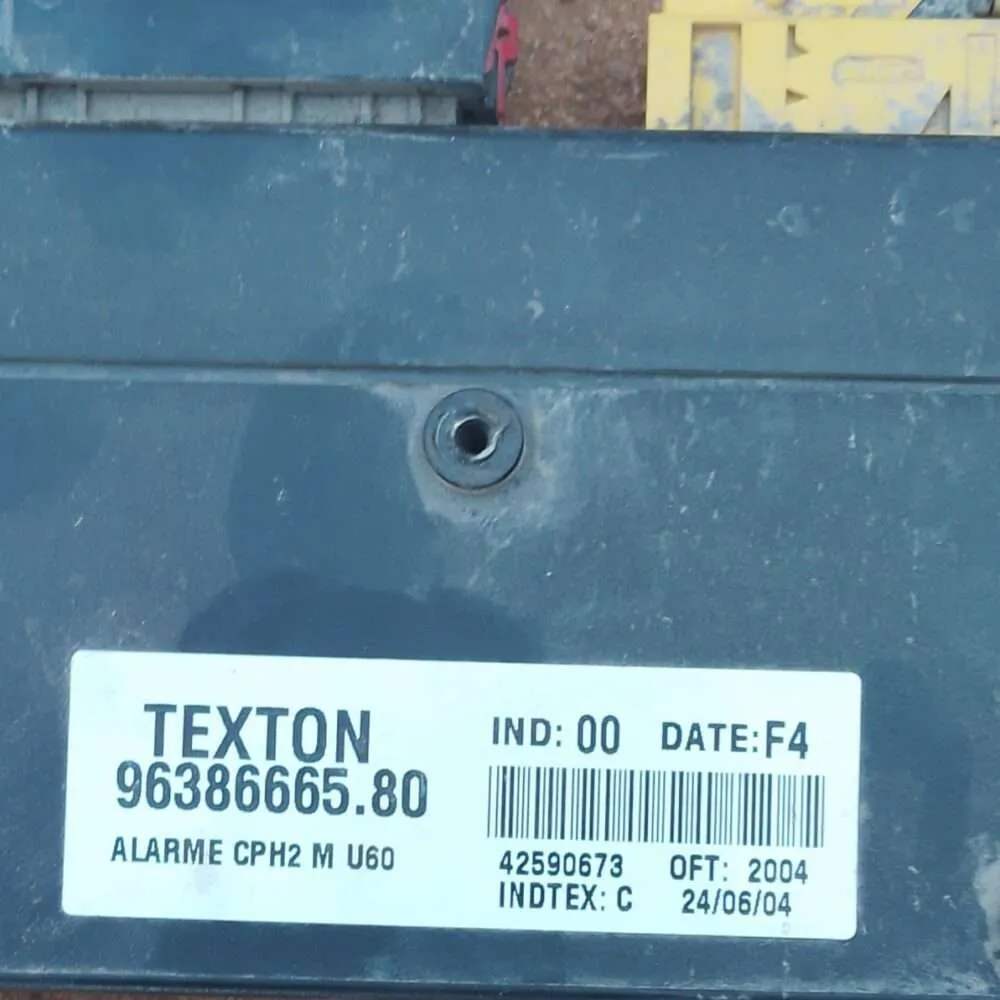 TEXTON
96386665.80
ALARME CPH2 M U60
IND: 00 DATE:F4
42590673 OFT: 2004
INDTEX: C 24/06/04